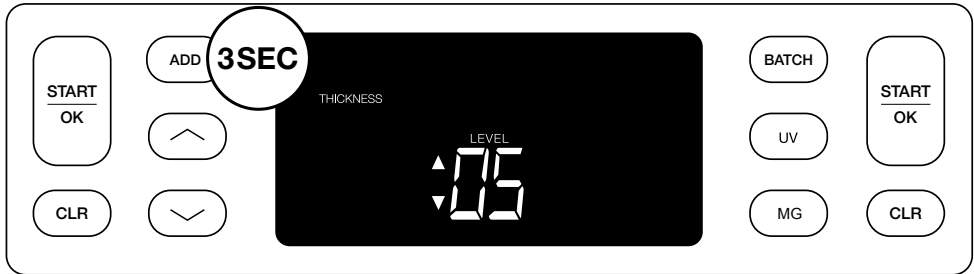 START
OK
CLR
ADD
3SEC
THICKNESS
LEVEL
05
BATCH
UV
MG
START
OK
CLR